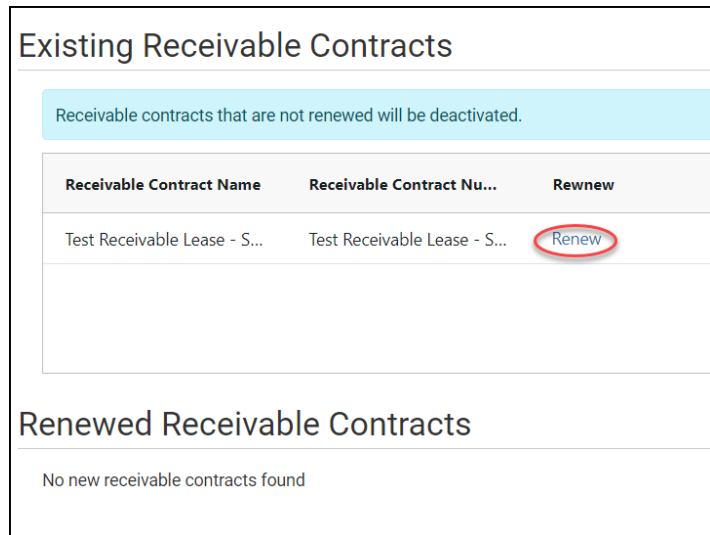 Existing Receivable Contracts
Receivable contracts that are not renewed will be deactivated.
Receivable Contract Name Receivable Contract Nu... Rewnew
Test Receivable Lease - S... Test Receivable Lease - S... Renew
Renewed Receivable Contracts
No new receivable contracts found